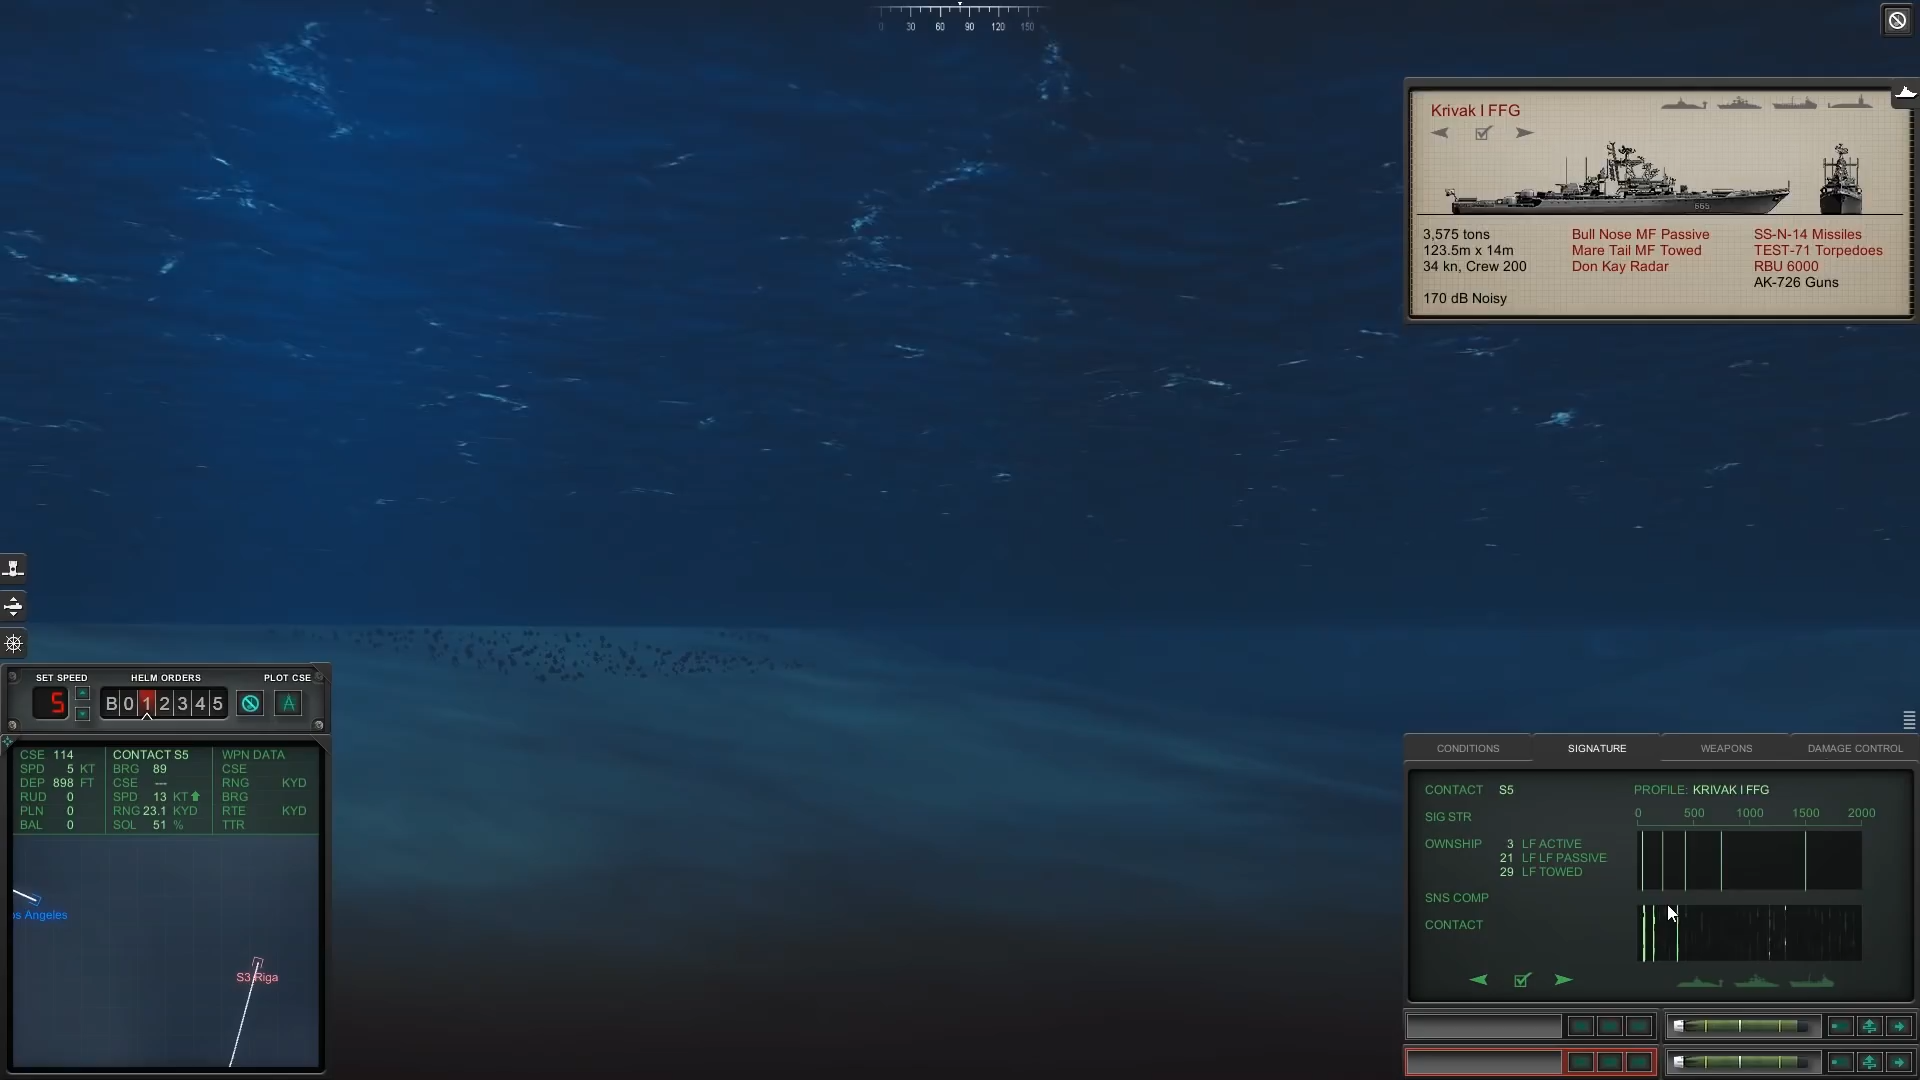 0 30 60 90 120 150
Krivak I FFG
3,575 tons
123.5m x 14m
34 kn, Crew 200
170 dB Noisy
Bull Nose MF Passive
Mare Tail MF Towed
Don Kay Radar
SS-N-14 Missiles
TEST-71 Torpedoes
RBU 6000
AK-726 Guns
SET SPEED HELM ORDERS PLOT CSE
5 B 0 1 2 3 4 5
CSE 114 CONTACT S5 WPN DATA
SPD 5 KT BRG 89 CSE
DEP 898 FT CSE --- RNG KYD
RUD 0 SPD 13 KT BRG
PLN 0 RNG 23.1 KYD RTE KYD
BAL 0 SOL 51 % TTR
os Angeles
S3 Riga
CONDITIONS SIGNATURE WEAPONS DAMAGE CONTROL
CONTACT S5 PROFILE: KRIVAK I FFG
0 500 1000 1500 2000
SIG STR
OWNSHIP 3 LF ACTIVE
21 LF LF PASSIVE
29 LF TOWED
SNS COMP
CONTACT